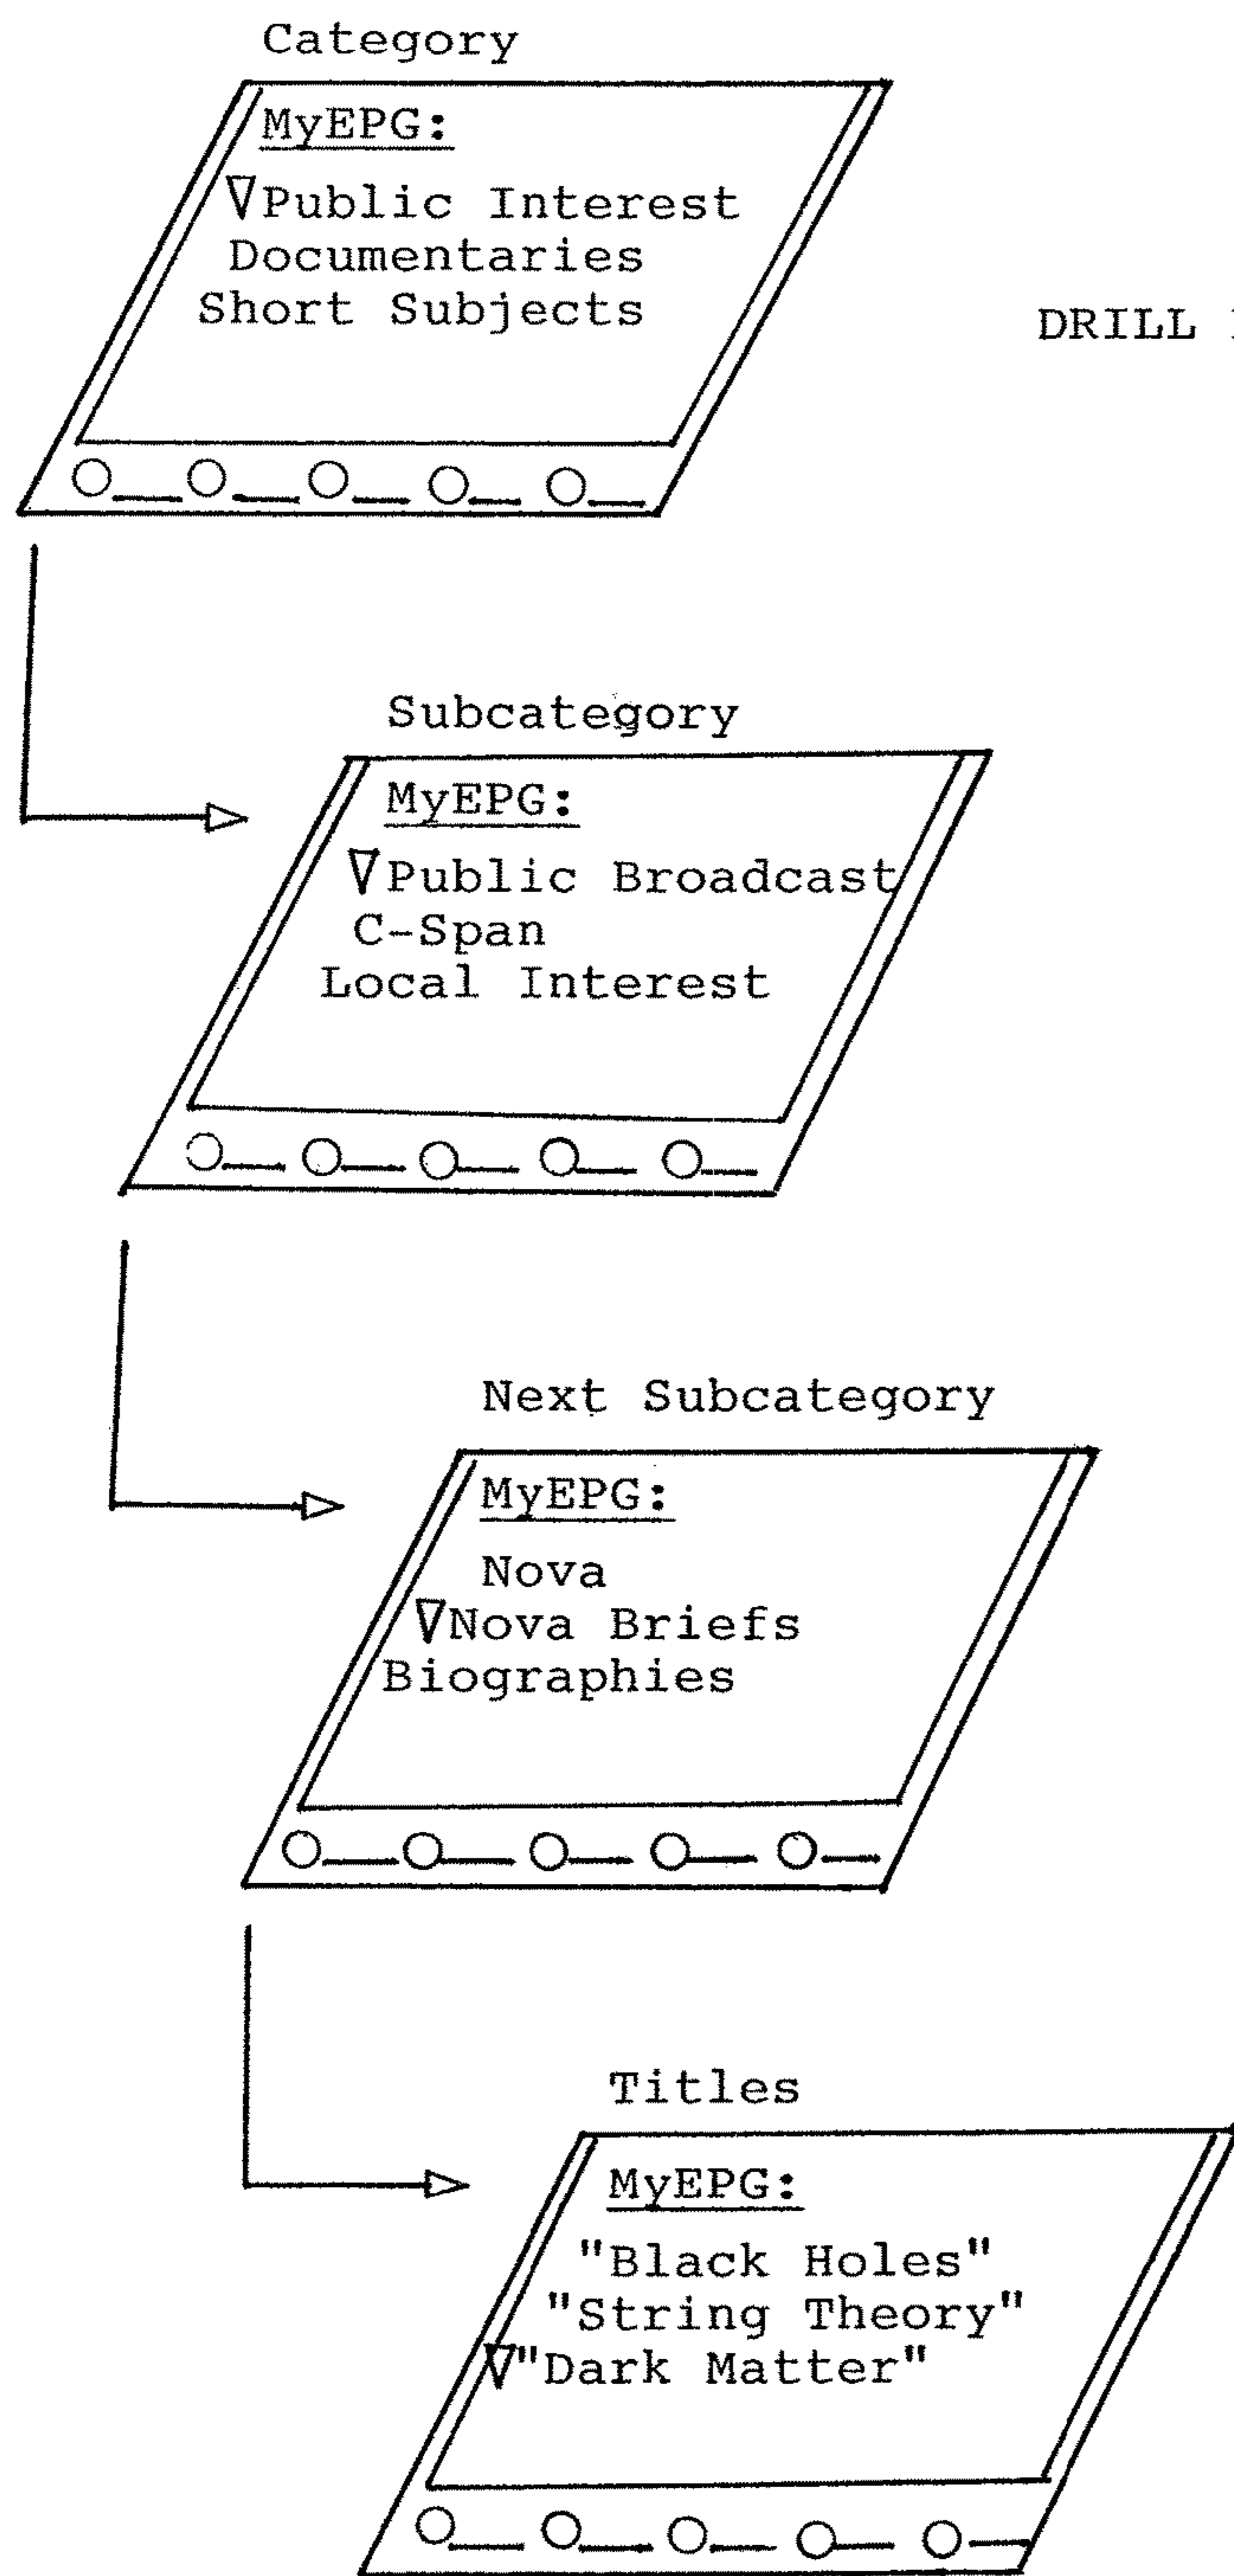 Category
MyEPG:
∇Public Interest
Documentaries
Short Subjects
DRILL
Subcategory
MyEPG:
∇Public Broadcast
C-Span
Local Interest
Next Subcategory
MyEPG:
Nova
∇Nova Briefs
Biographies
Titles
MyEPG:
"Black Holes"
"String Theory"
∇"Dark Matter"